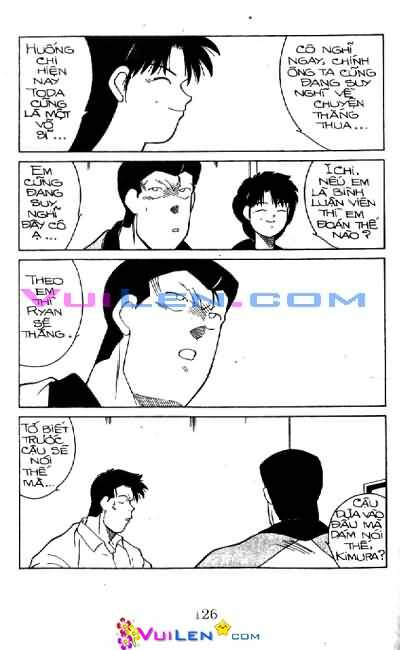 HUỐNG
CHI
HIỆN
NAY
TODA
CŨNG
LÀ MỘT
VÕ
SĨ...
CÔ NGHĨ
NGAY, CHÍNH
ÔNG TA CŨNG
ĐANG SUY
NGHĨ VỀ
CHUYỆN
THẮNG
THUA...
EM
CŨNG
ĐANG
SUY
NGHĨ
ĐÂY CÔ
Ạ...
ICHI,
NẾU EM
LÀ BÌNH
LUẬN VIÊN
THÌ EM
ĐOÁN THẾ
NÀO?
THEO
EM
THÌ
RYAN
SẼ
THẮNG...
VuiLen.com
TỚ BIẾT
TRƯỚC
CẬU SẼ
NÓI
THẾ
MÀ...
CẬU
DỰA VÀO
ĐÂU MÀ
DÁM NÓI
THẾ,
KIMURA?
126
VuiLen.com